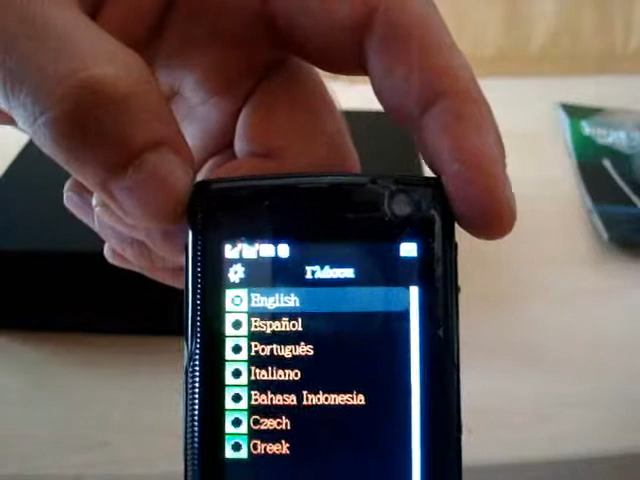 Γλώσσα
English
Español
Português
Italiano
Bahasa Indonesia
Czech
Greek